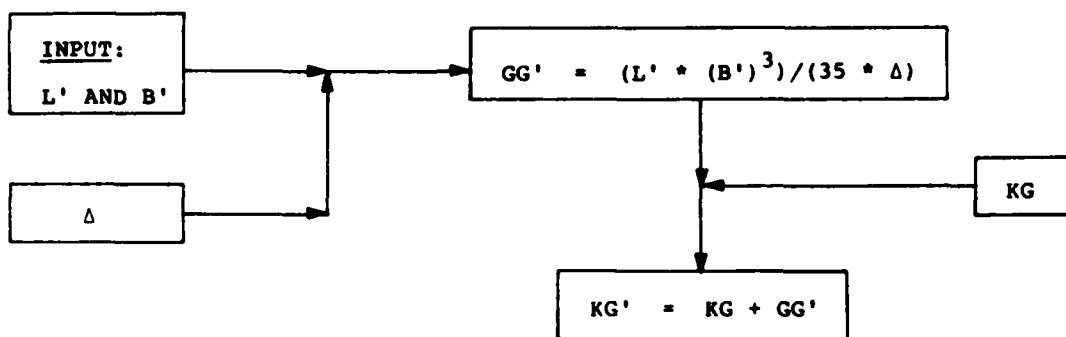 INPUT:
L' AND B'
GG' = (L' * (B')³)/(35 * Δ)
Δ
KG
KG' = KG + GG'